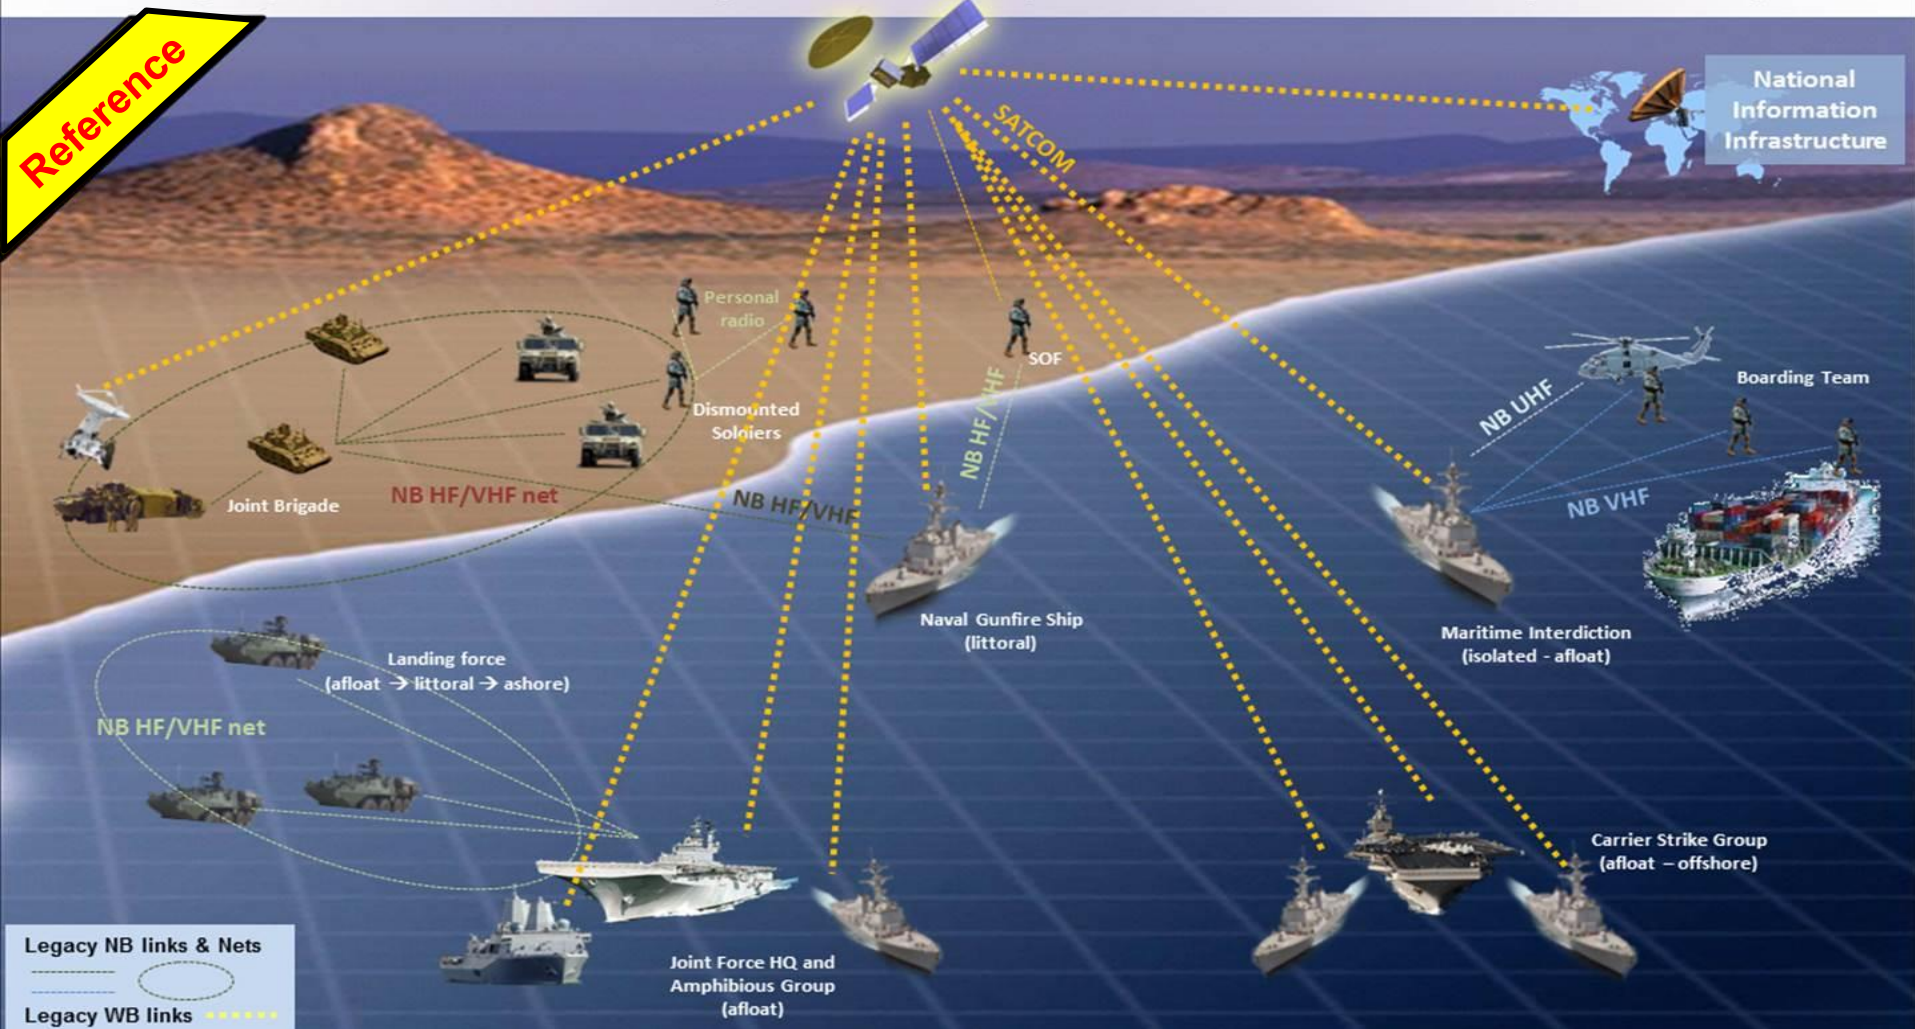 Reference
SATCOM
National
Information
Infrastructure
Personal
radio
SOF
Dismounted
Soldiers
NB HF/VHF
NB UHF
Boarding Team
NB VHF
Joint Brigade
NB HF/VHF net
NB HF/VHF
Naval Gunfire Ship
(littoral)
Maritime Interdiction
(isolated - afloat)
Landing force
(afloat → littoral → ashore)
NB HF/VHF net
Carrier Strike Group
(afloat – offshore)
Joint Force HQ and
Amphibious Group
(afloat)
Legacy NB links & Nets
Legacy WB links